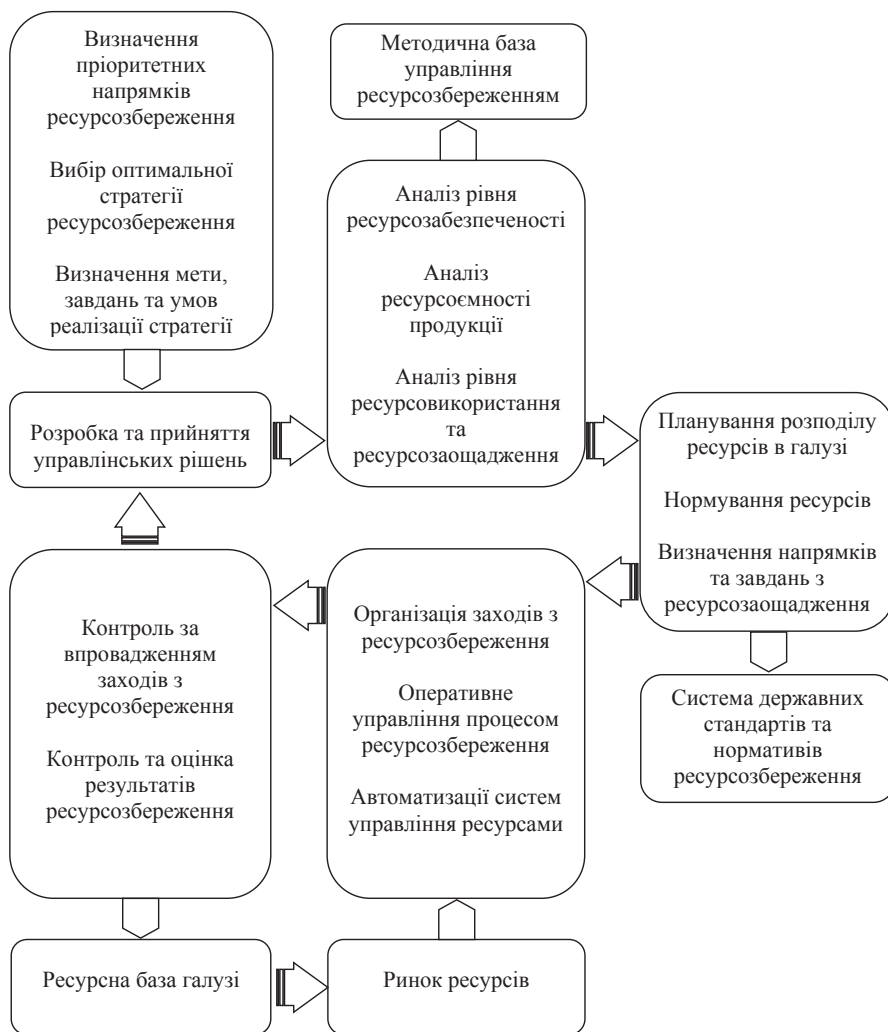 Визначення
пріоритетних
напрямків
ресурсозбереження
Вибір оптимальної
стратегії
ресурсозбереження
Визначення мети,
завдань та умов
реалізації стратегії
Методична база
управління
ресурсозбереженням
Аналіз рівня
ресурсозабезпеченості
Аналіз
ресурсоємності
продукції
Аналіз рівня
ресурсовикористання
та
ресурсозаощадження
Розробка та прийняття
управлінських рішень
Планування розподілу
ресурсів в галузі
Нормування ресурсів
Визначення напрямків
та завдань з
ресурсозаощадження
Контроль за
впровадженням
заходів з
ресурсозбереження
Контроль та оцінка
результатів
ресурсозбереження
Організація заходів з
ресурсозбереження
Оперативне
управління процесом
ресурсозбереження
Автоматизації систем
управління ресурсами
Система державних
стандартів та
нормативів
ресурсозбереження
Ресурсна база галузі
Ринок ресурсів